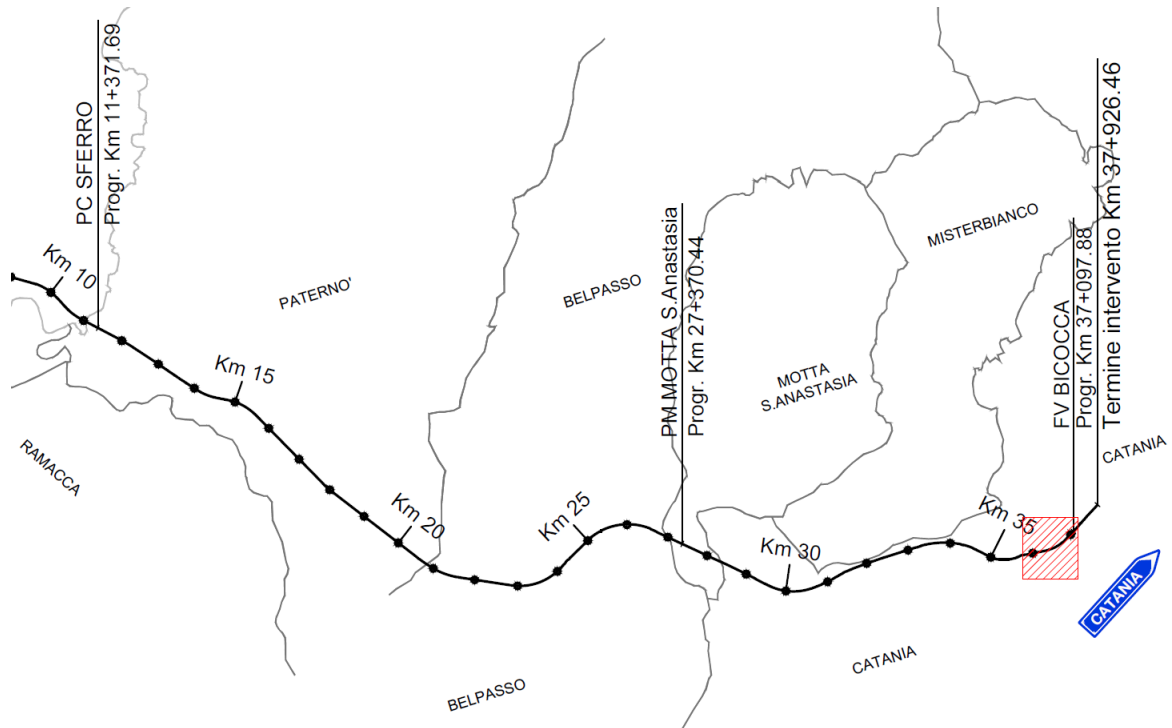 PC SFERRO
Progr. Km 11+371.69
Km 10
PATERNO'
Km 15
RAMACCA
Km 20
BELPASSO
Km 25
BELPASSO
PM MOTTA S.Anastasia
Progr. Km 27+370.44
Km 30
MOTTA
S.ANASTASIA
MISTERBIANCO
Km 35
FV BICOCCA
Progr. Km 37+097.88
Termine intervento Km 37+926.46
CATANIA
CATANIA
CATANIA